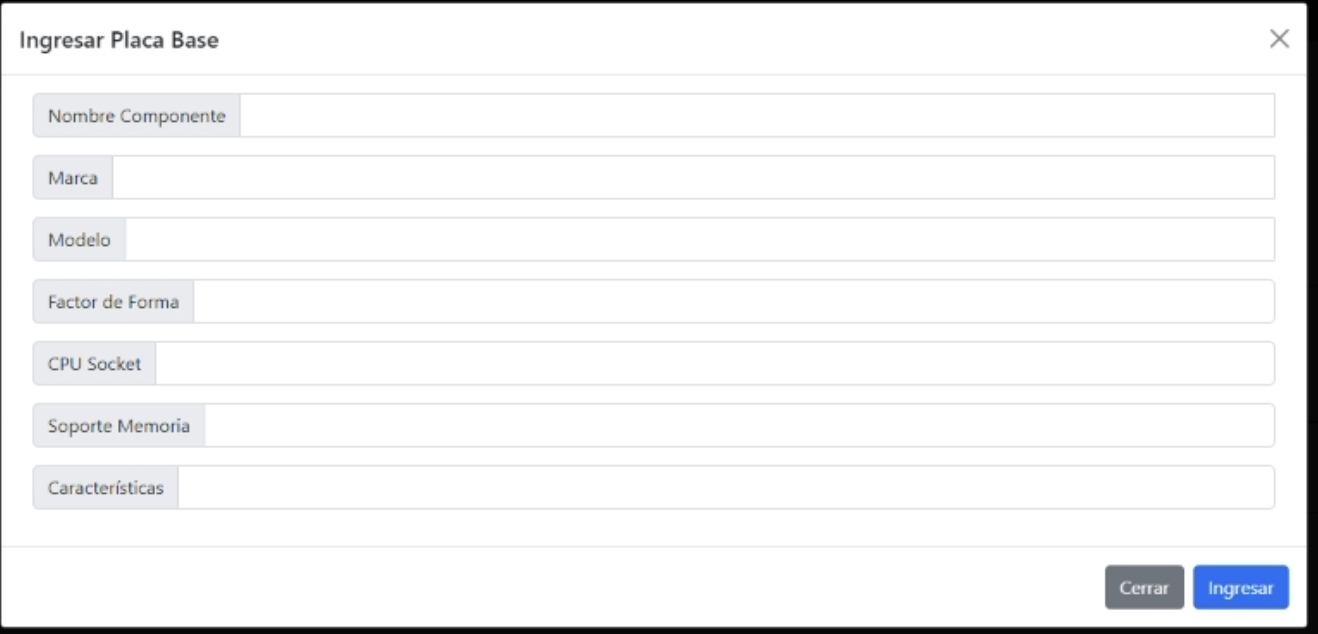 Ingresar Placa Base
Nombre Componente
Marca
Modelo
Factor de Forma
CPU Socket
Soporte Memoria
Características
Cerrar Ingresar